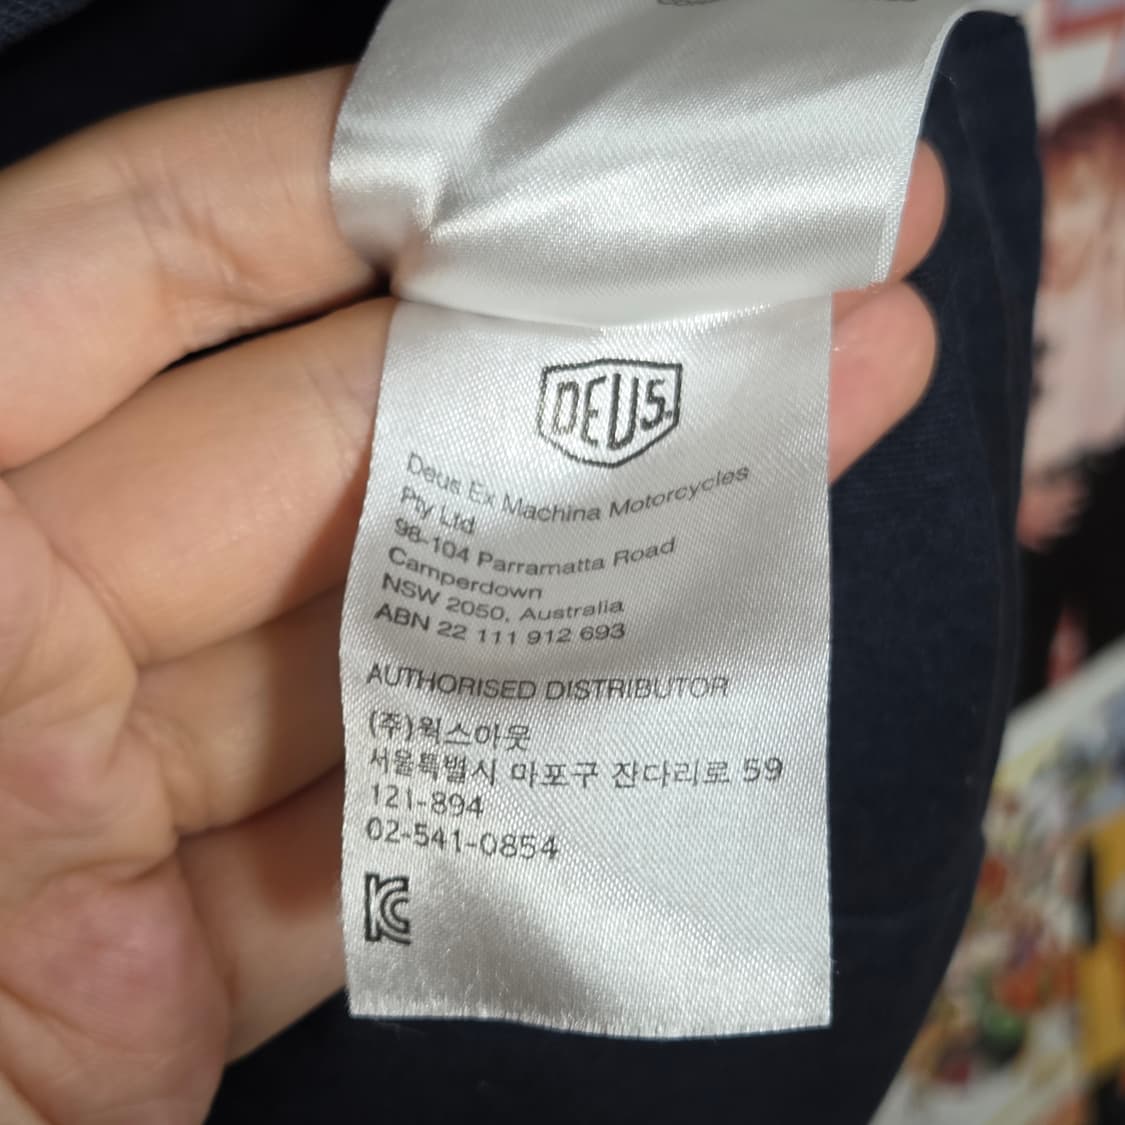 DEUS.
Deus Ex Machina Motorcycles
Pty Ltd
98-104 Parramatta Road
Camperdown
NSW 2050, Australia
ABN 22 111 912 693
AUTHORISED DISTRIBUTOR
(주)웍스아웃
서울특별시 마포구 잔다리로 59
121-894
02-541-0854
KC